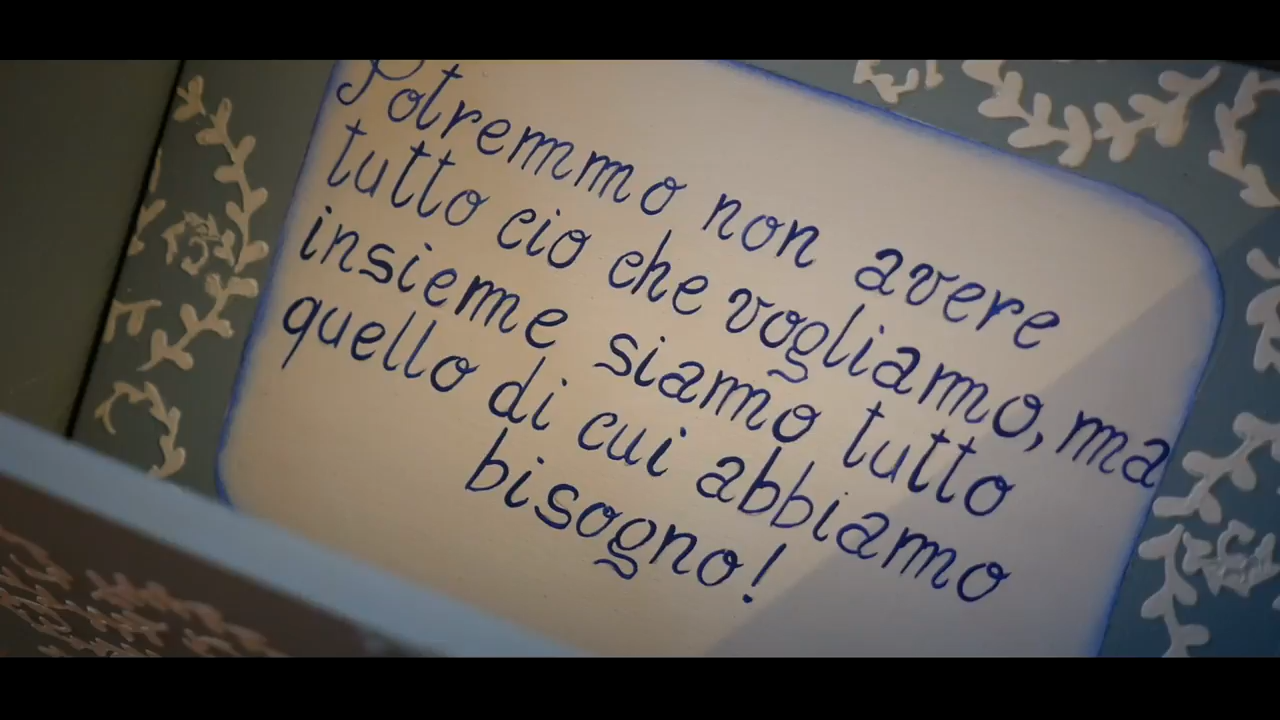 Potremmo non avere
tutto cio che vogliamo, ma
insieme siamo tutto
quello di cui abbiamo
bisogno!